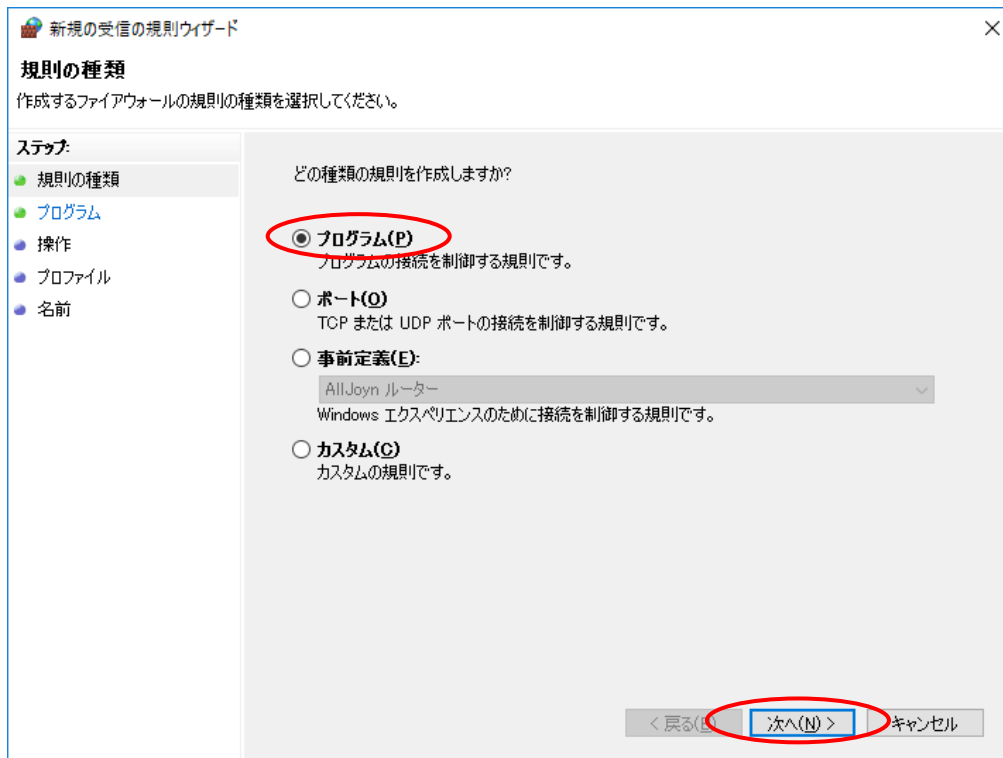 新規の受信の規則ウィザード
規則の種類
作成するファイアウォールの規則の種類を選択してください。
ステップ:
規則の種類
プログラム
操作
プロファイル
名前
どの種類の規則を作成しますか?
プログラム(P)
プログラムの接続を制御する規則です。
ポート(O)
TCP または UDP ポートの接続を制御する規則です。
事前定義(E):
AllJoyn ルーター
Windows エクスペリエンスのために接続を制御する規則です。
カスタム(C)
カスタムの規則です。
< 戻る(B) 次へ(N) > キャンセル